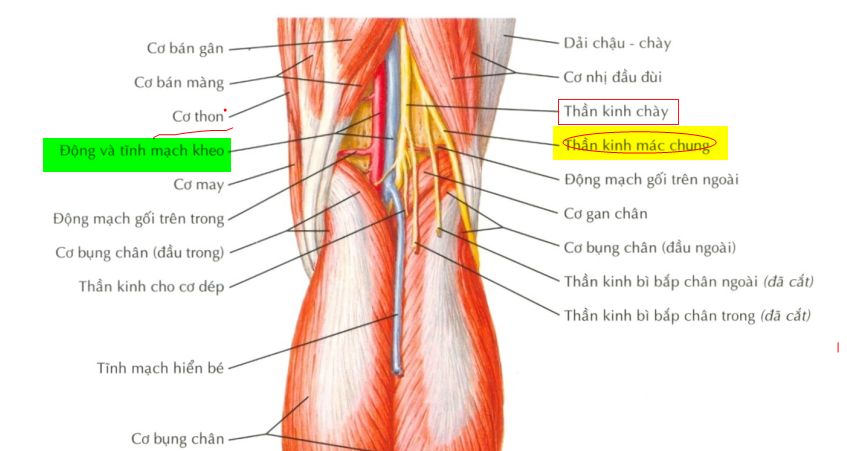 Cơ bán gân
Cơ bán màng
Cơ thon
Động và tĩnh mạch kheo
Cơ may
Động mạch gối trên trong
Cơ bụng chân (đầu trong)
Thần kinh cho cơ dép
Tĩnh mạch hiển bé
Cơ bụng chân
Dải chậu - chày
Cơ nhị đầu đùi
Thần kinh chày
Thần kinh mác chung
Động mạch gối trên ngoài
Cơ gan chân
Cơ bụng chân (đầu ngoài)
Thần kinh bì bắp chân ngoài (đã cắt)
Thần kinh bì bắp chân trong (đã cắt)